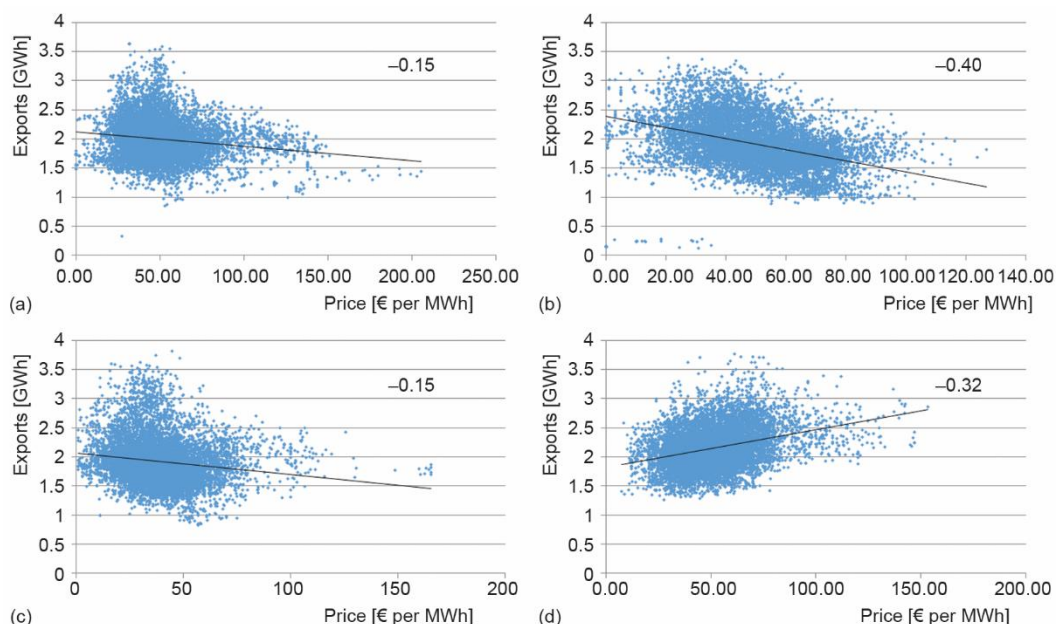 4
3.5
3
2.5
2
1.5
1
0.5
0
Exports [GWh]
–0.15
0.00 50.00 100.00 150.00 200.00 250.00
Price [€ per MWh]
(a)
4
3.5
3
2.5
2
1.5
1
0.5
0
Exports [GWh]
–0.40
0.00 20.00 40.00 60.00 80.00 100.00 120.00 140.00
Price [€ per MWh]
(b)
4
3.5
3
2.5
2
1.5
1
0.5
0
Exports [GWh]
–0.15
0 50 100 150 200
Price [€ per MWh]
(c)
4
3.5
3
2.5
2
1.5
1
0.5
0
Exports [GWh]
–0.32
0.00 50.00 100.00 150.00 200.00
Price [€ per MWh]
(d)